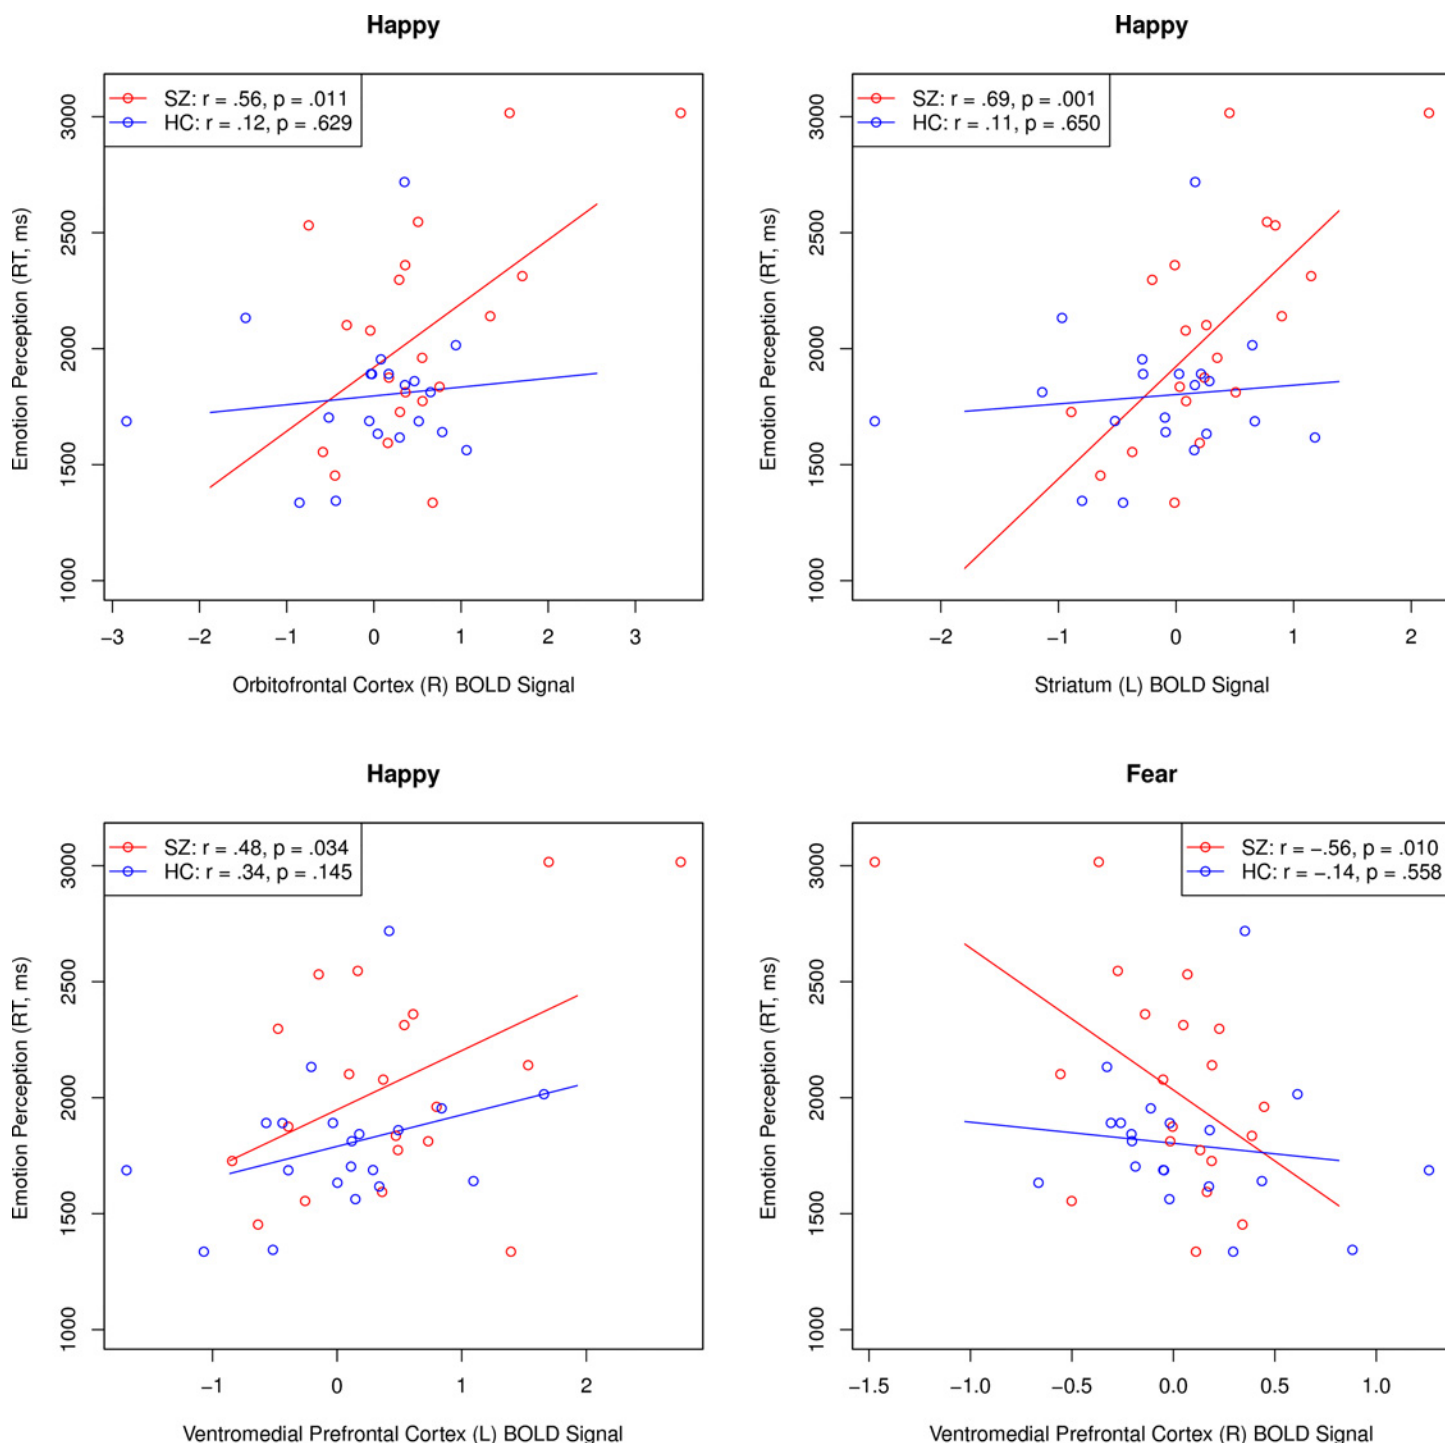 Happy
SZ: r = .56, p = .011
HC: r = .12, p = .629
Emotion Perception (RT, ms)
3000
2500
2000
1500
1000
−3 −2 −1 0 1 2 3
Orbitofrontal Cortex (R) BOLD Signal
Happy
SZ: r = .69, p = .001
HC: r = .11, p = .650
Emotion Perception (RT, ms)
3000
2500
2000
1500
1000
−2 −1 0 1 2
Striatum (L) BOLD Signal
Happy
SZ: r = .48, p = .034
HC: r = .34, p = .145
Emotion Perception (RT, ms)
3000
2500
2000
1500
1000
−1 0 1 2
Ventromedial Prefrontal Cortex (L) BOLD Signal
Fear
SZ: r = −.56, p = .010
HC: r = −.14, p = .558
Emotion Perception (RT, ms)
3000
2500
2000
1500
1000
−1.5 −1.0 −0.5 0.0 0.5 1.0
Ventromedial Prefrontal Cortex (R) BOLD Signal